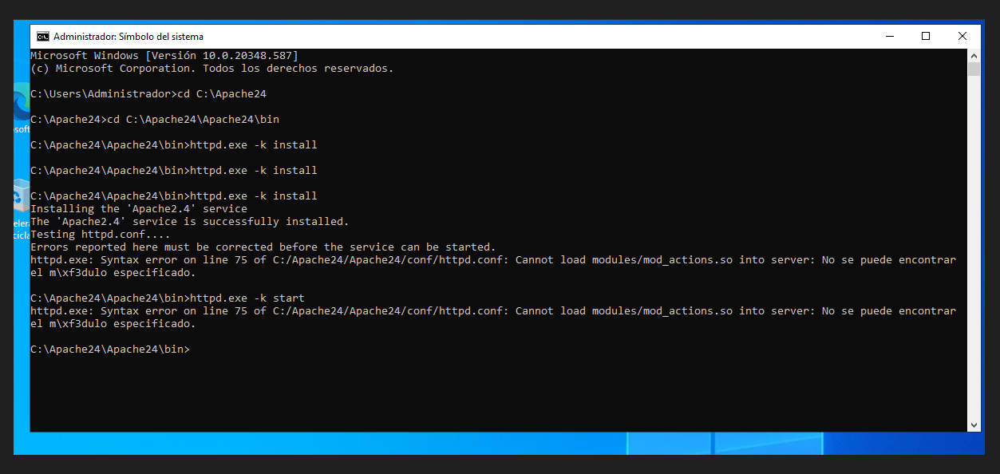 Administrador: Símbolo del sistema
Microsoft Windows [Versión 10.0.20348.587]
(c) Microsoft Corporation. Todos los derechos reservados.
C:\Users\Administrador>cd C:\Apache24
C:\Apache24>cd C:\Apache24\Apache24\bin
C:\Apache24\Apache24\bin>httpd.exe -k install
C:\Apache24\Apache24\bin>httpd.exe -k install
C:\Apache24\Apache24\bin>httpd.exe -k install
Installing the 'Apache2.4' service
The 'Apache2.4' service is successfully installed.
Testing httpd.conf....
Errors reported here must be corrected before the service can be started.
httpd.exe: Syntax error on line 75 of C:/Apache24/Apache24/conf/httpd.conf: Cannot load modules/mod_actions.so into server: No se puede encontrar
el m\xf3dulo especificado.
C:\Apache24\Apache24\bin>httpd.exe -k start
httpd.exe: Syntax error on line 75 of C:/Apache24/Apache24/conf/httpd.conf: Cannot load modules/mod_actions.so into server: No se puede encontrar
el m\xf3dulo especificado.
C:\Apache24\Apache24\bin>